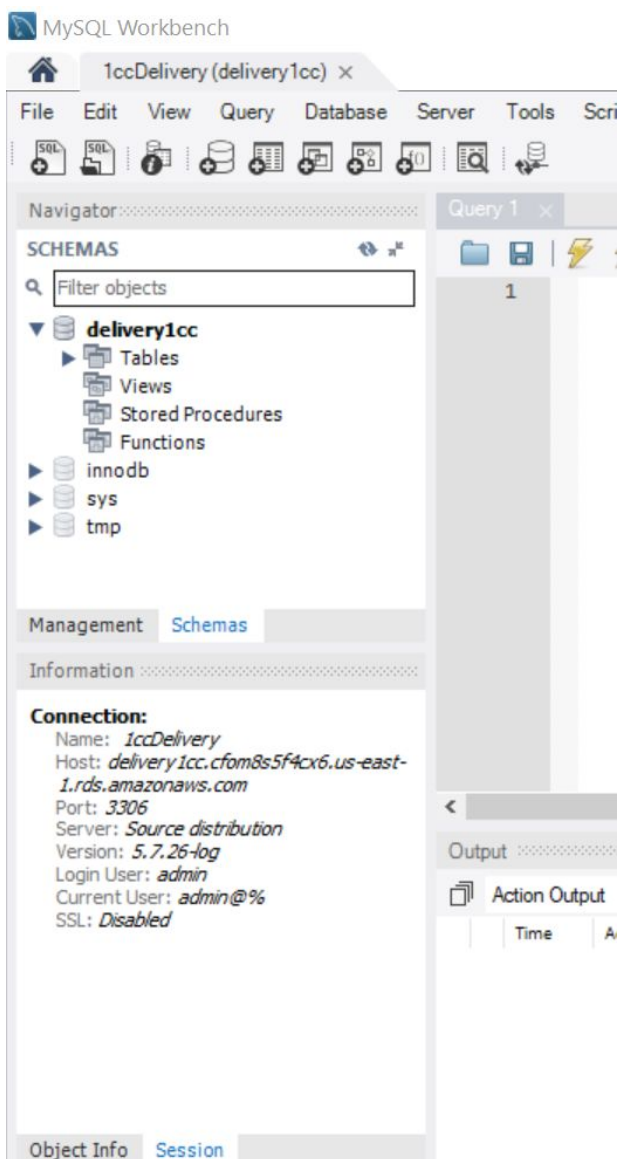 MySQL Workbench
1ccDelivery (delivery1cc) ×
File Edit View Query Database Server Tools Scri
Navigator
Query 1 ×
SCHEMAS
Filter objects
1
delivery1cc
Tables
Views
Stored Procedures
Functions
innodb
sys
tmp
Management Schemas
Information
Connection:
Name: 1ccDelivery
Host: delivery1cc.cfom8s5f4cx6.us-east-
1.rds.amazonaws.com
Port: 3306
Server: Source distribution
Version: 5.7.26-log
Login User: admin
Current User: admin@%
SSL: Disabled
Output
Action Output
Time A
Object Info Session